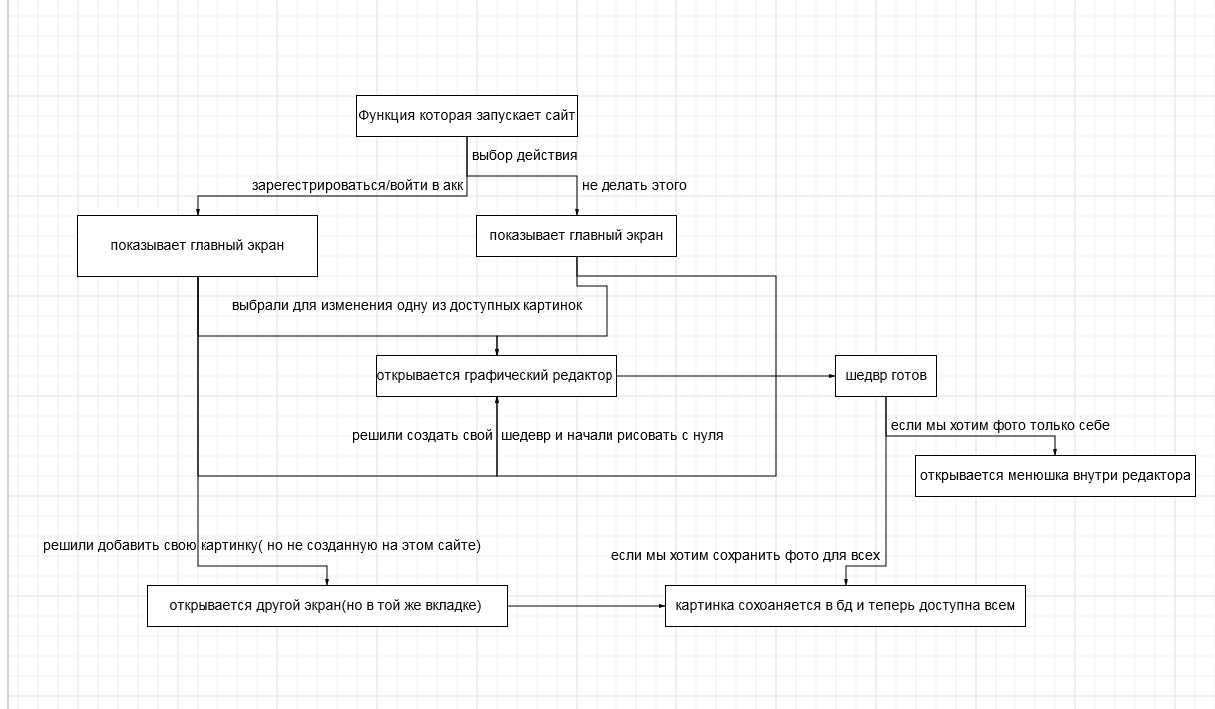 Функция которая запускает сайт
выбор действия
зарегестрироваться/войти в акк
не делать этого
показывает главный экран
показывает главный экран
выбрали для изменения одну из доступных картинок
открывается графический редактор
шедвр готов
если мы хотим фото только себе
решили создать свой шедевр и начали рисовать с нуля
открывается менюшка внутри редактора
решили добавить свою картинку( но не созданную на этом сайте)
если мы хотим сохранить фото для всех
открывается другой экран(но в той же вкладке)
картинка сохоаняется в бд и теперь доступна всем